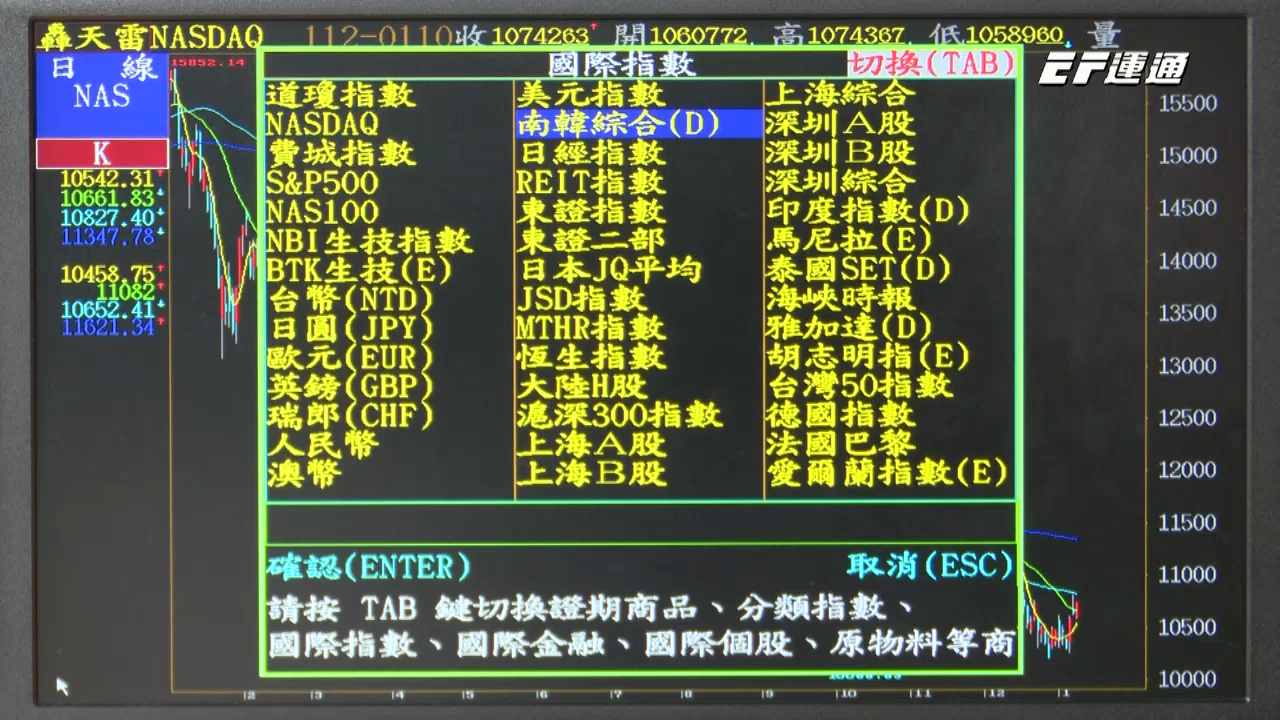 轟天雷NASDAQ 112-0110收1074263 開1060772 高1074367 低1058960 量
EF運通
日線
NAS
K
10542.31
10661.83
10827.40
11347.78
10458.75
11082
10652.41
11621.34
15852.14
國際指數 切換(TAB)
道瓊指數 美元指數 上海綜合
NASDAQ 南韓綜合(D) 深圳A股
費城指數 日經指數 深圳B股
S&P500 REIT指數 深圳綜合
NAS100 東證指數 印度指數(D)
NBI生技指數 東證二部 馬尼拉(E)
BTK生技(E) 日本JQ平均 泰國SET(D)
台幣(NTD) JSD指數 海峽時報
日圓(JPY) MTHR指數 雅加達(D)
歐元(EUR) 恆生指數 胡志明指(E)
英鎊(GBP) 大陸H股 台灣50指數
瑞郎(CHF) 滬深300指數 德國指數
人民幣 上海A股 法國巴黎
澳幣 上海B股 愛爾蘭指數(E)
確認(ENTER) 取消(ESC)
請按 TAB 鍵切換證期商品、分類指數、
國際指數、國際金融、國際個股、原物料等商
15500
15000
14500
14000
13500
13000
12500
12000
11500
11000
10500
10000
2 3 4 5 6 7 8 9 10 11 12 1